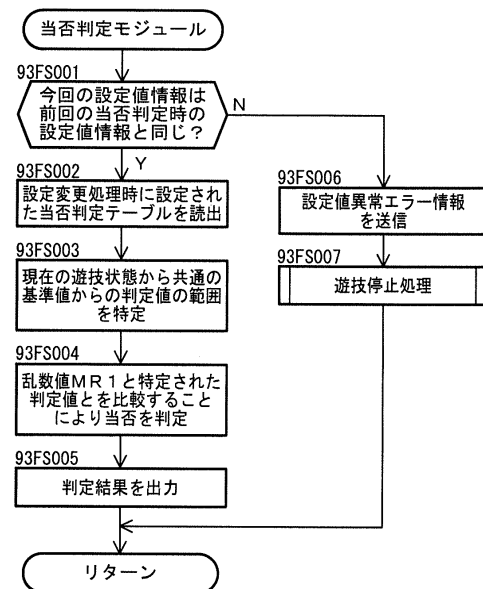 当否判定モジュール
93FS001
今回の設定値情報は
前回の当否判定時の
設定値情報と同じ？
N
Y
93FS002
設定変更処理時に設定され
た当否判定テーブルを読出
93FS003
現在の遊技状態から共通の
基準値からの判定値の範囲
を特定
93FS004
乱数値ＭＲ１と特定された
判定値とを比較すること
により当否を判定
93FS005
判定結果を出力
93FS006
設定値異常エラー情報
を送信
93FS007
遊技停止処理
リターン